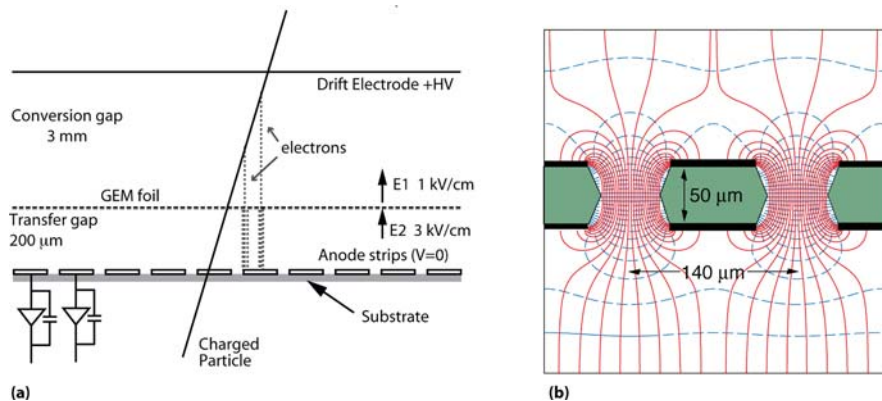 Drift Electrode +HV
Conversion gap
3 mm
electrons
E1 1 kV/cm
GEM foil
Transfer gap
200 μm
E2 3 kV/cm
Anode strips (V=0)
Substrate
Charged
Particle
(a)
50 μm
140 μm
(b)